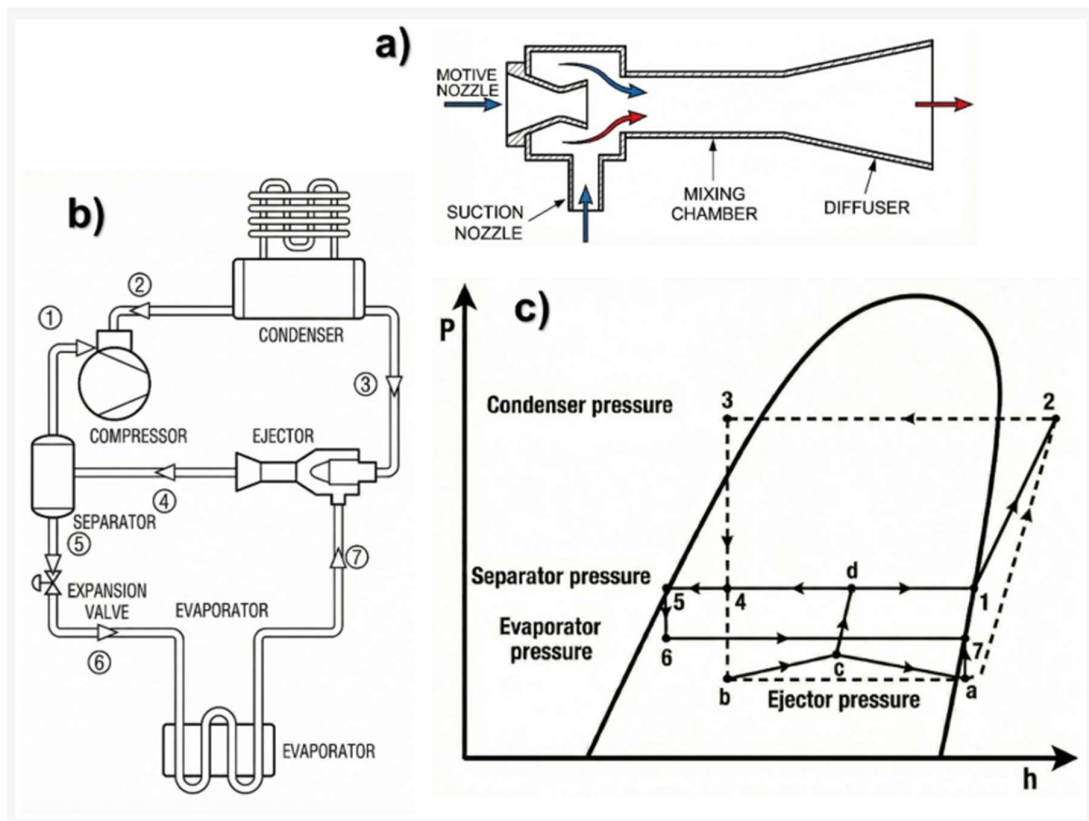 a)
MOTIVE
NOZZLE
SUCTION
NOZZLE
MIXING
CHAMBER
DIFFUSER
b)
②
①
CONDENSER
③
COMPRESSOR
EJECTOR
④
SEPARATOR
⑤
⑦
EXPANSION
VALVE
EVAPORATOR
⑥
EVAPORATOR
c)
P
Condenser pressure
3
2
Separator pressure
5
4
d
1
Evaporator
pressure
6
7
c
b
a
Ejector pressure
h